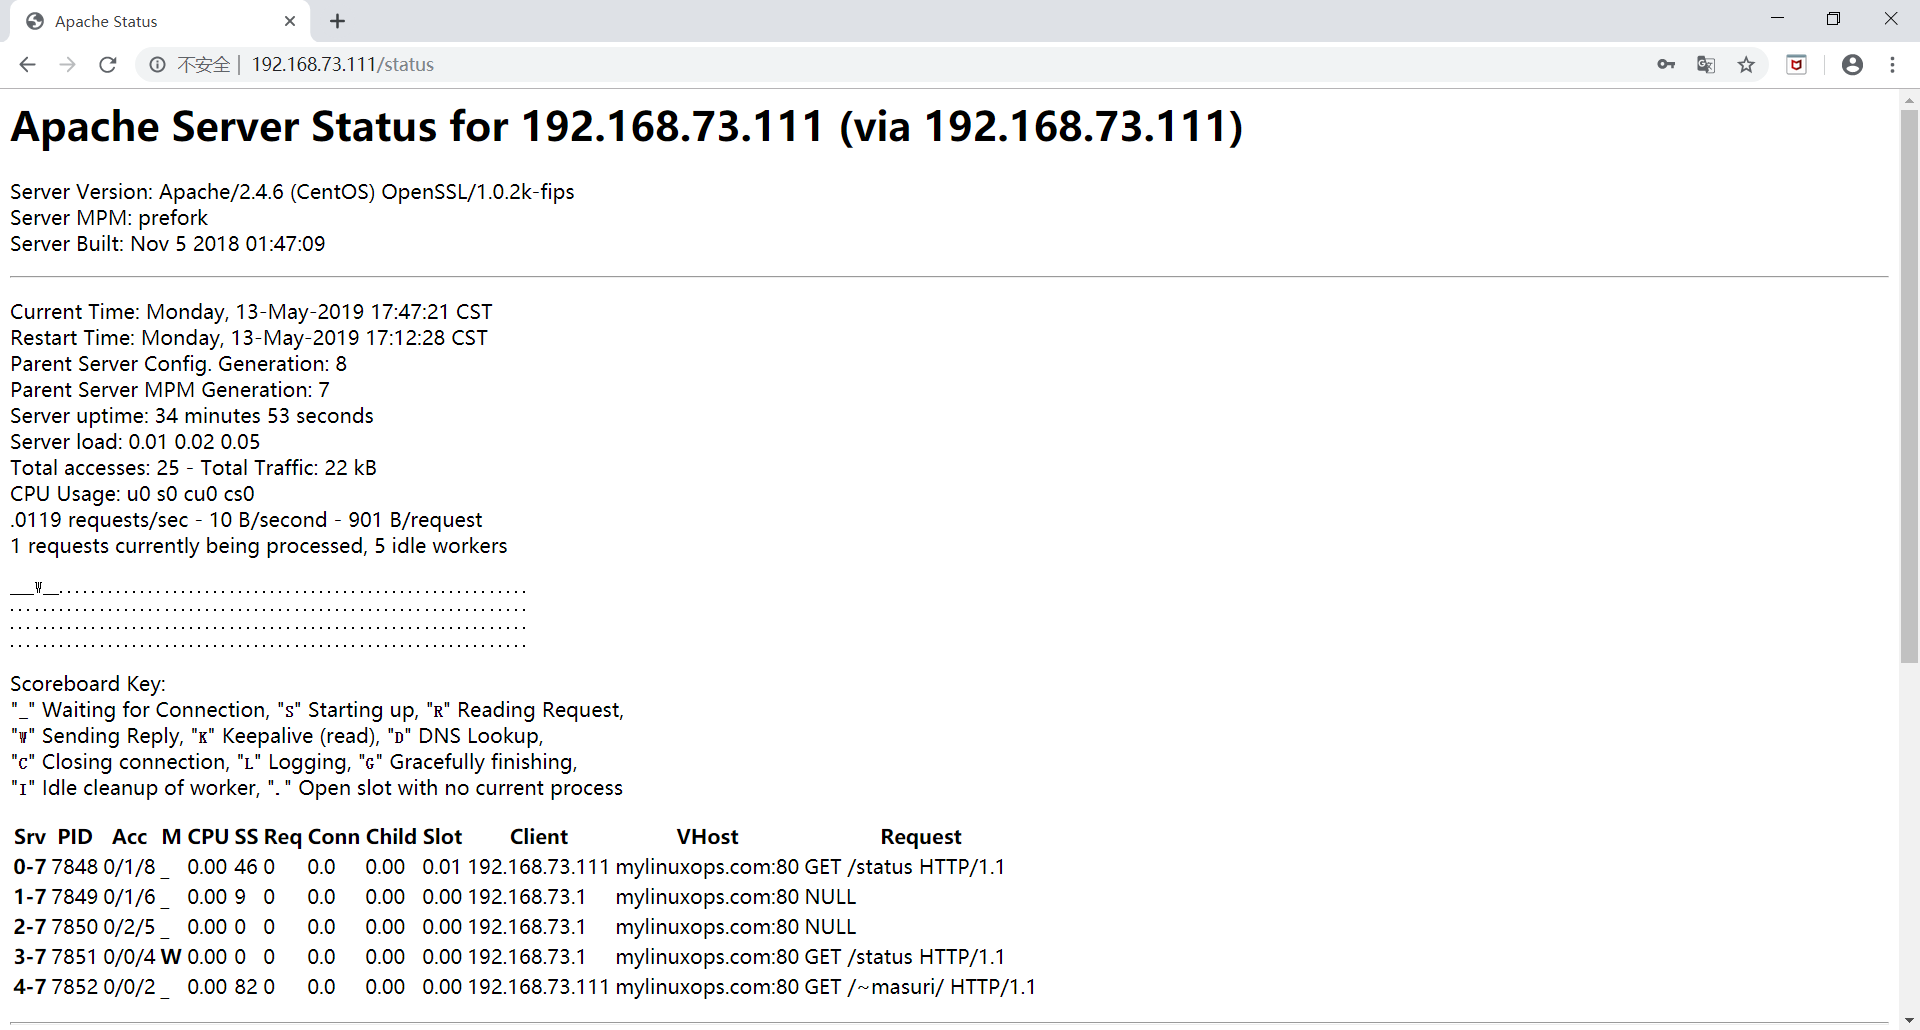 Apache Status
不安全 | 192.168.73.111/status
Apache Server Status for 192.168.73.111 (via 192.168.73.111)
Server Version: Apache/2.4.6 (CentOS) OpenSSL/1.0.2k-fips
Server MPM: prefork
Server Built: Nov 5 2018 01:47:09
Current Time: Monday, 13-May-2019 17:47:21 CST
Restart Time: Monday, 13-May-2019 17:12:28 CST
Parent Server Config. Generation: 8
Parent Server MPM Generation: 7
Server uptime: 34 minutes 53 seconds
Server load: 0.01 0.02 0.05
Total accesses: 25 - Total Traffic: 22 kB
CPU Usage: u0 s0 cu0 cs0
.0119 requests/sec - 10 B/second - 901 B/request
1 requests currently being processed, 5 idle workers
___W__..........................................................
................................................................
................................................................
................................................................
Scoreboard Key:
"_" Waiting for Connection, "S" Starting up, "R" Reading Request,
"W" Sending Reply, "K" Keepalive (read), "D" DNS Lookup,
"C" Closing connection, "L" Logging, "G" Gracefully finishing,
"I" Idle cleanup of worker, "." Open slot with no current process
Srv PID Acc M CPU SS Req Conn Child Slot Client VHost Request
0-7 7848 0/1/8 _ 0.00 46 0 0.0 0.00 0.01 192.168.73.111 mylinuxops.com:80 GET /status HTTP/1.1
1-7 7849 0/1/6 _ 0.00 9 0 0.0 0.00 0.00 192.168.73.1 mylinuxops.com:80 NULL
2-7 7850 0/2/5 _ 0.00 0 0 0.0 0.00 0.00 192.168.73.1 mylinuxops.com:80 NULL
3-7 7851 0/0/4 W 0.00 0 0 0.0 0.00 0.00 192.168.73.1 mylinuxops.com:80 GET /status HTTP/1.1
4-7 7852 0/0/2 _ 0.00 82 0 0.0 0.00 0.00 192.168.73.111 mylinuxops.com:80 GET /~masuri/ HTTP/1.1